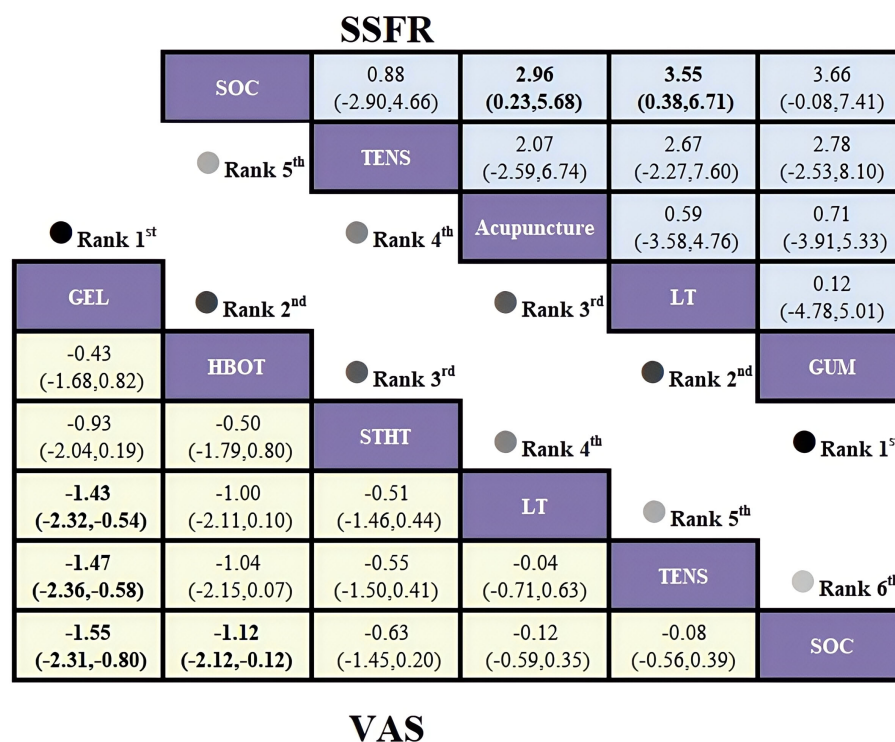 SSFR
SOC 0.88 2.96 3.55 3.66
(-2.90,4.66) (0.23,5.68) (0.38,6.71) (-0.08,7.41)
Rank 5th TENS 2.07 2.67 2.78
(-2.59,6.74) (-2.27,7.60) (-2.53,8.10)
Rank 1st Rank 4th Acupuncture 0.59 0.71
(-3.58,4.76) (-3.91,5.33)
GEL Rank 2nd Rank 3rd LT 0.12
(-4.78,5.01)
-0.43 HBOT Rank 3rd Rank 2nd GUM
(-1.68,0.82)
-0.93 -0.50 STHT Rank 4th Rank 1s
(-2.04,0.19) (-1.79,0.80)
-1.43 -1.00 -0.51 LT Rank 5th
(-2.32,-0.54) (-2.11,0.10) (-1.46,0.44)
-1.47 -1.04 -0.55 -0.04 TENS Rank 6th
(-2.36,-0.58) (-2.15,0.07) (-1.50,0.41) (-0.71,0.63)
-1.55 -1.12 -0.63 -0.12 -0.08 SOC
(-2.31,-0.80) (-2.12,-0.12) (-1.45,0.20) (-0.59,0.35) (-0.56,0.39)
VAS